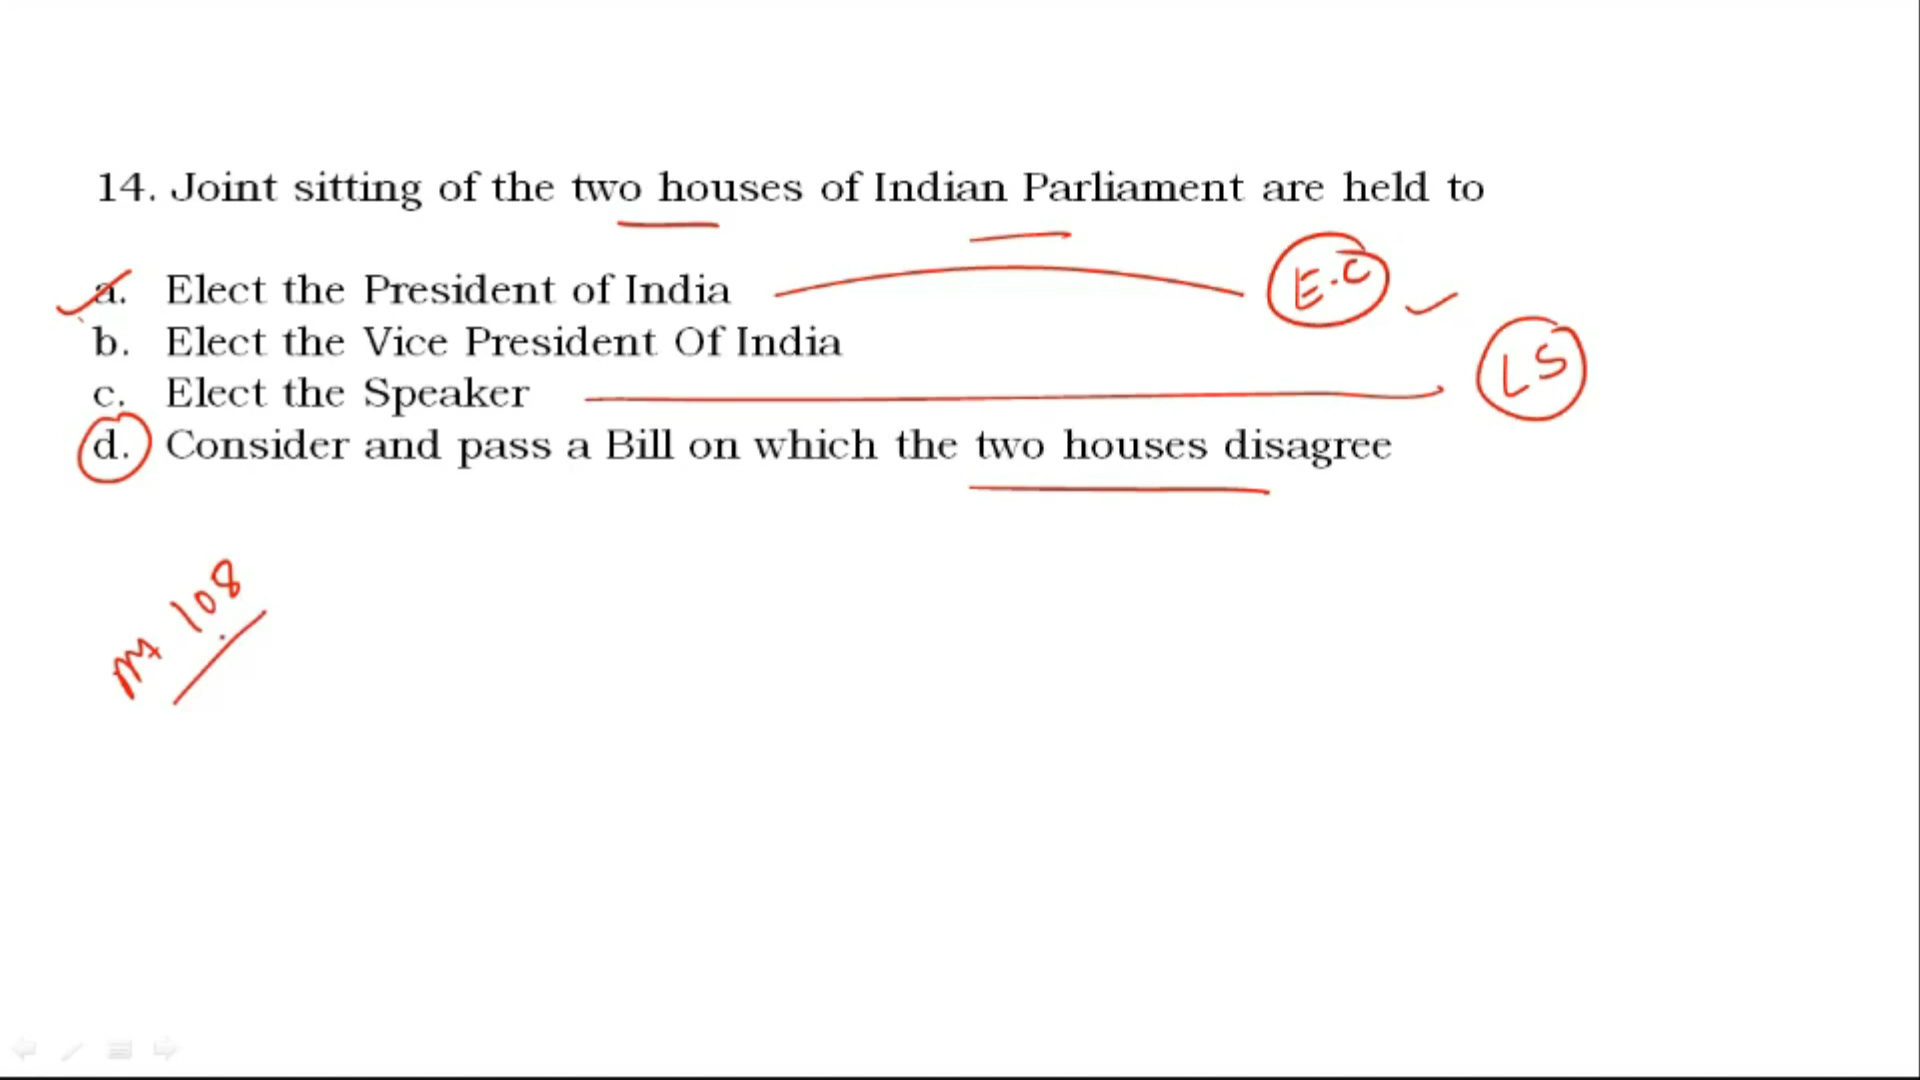 14. Joint sitting of the two houses of Indian Parliament are held to
a. Elect the President of India E.C
b. Elect the Vice President Of India
c. Elect the Speaker LS
d. Consider and pass a Bill on which the two houses disagree
108